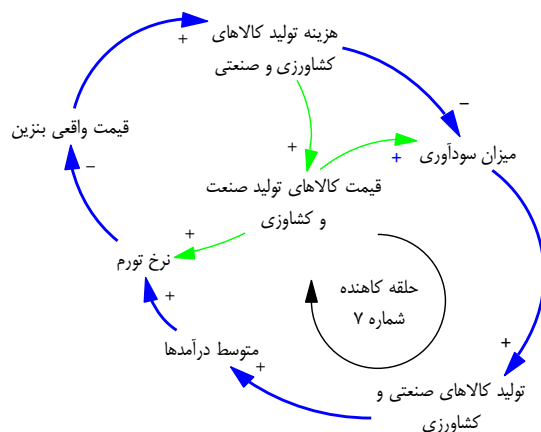 هزینه تولید کالاهای
کشاورزی و صنعتی
+
−
+
قیمت واقعی بنزین
میزان سودآوری
+
+
−
قیمت کالاهای تولید صنعت
و کشاوزی
+
نرخ تورم
حلقه کاهنده
شماره ۷
+
+
متوسط درآمدها
+
تولید کالاهای صنعتی و
کشاورزی